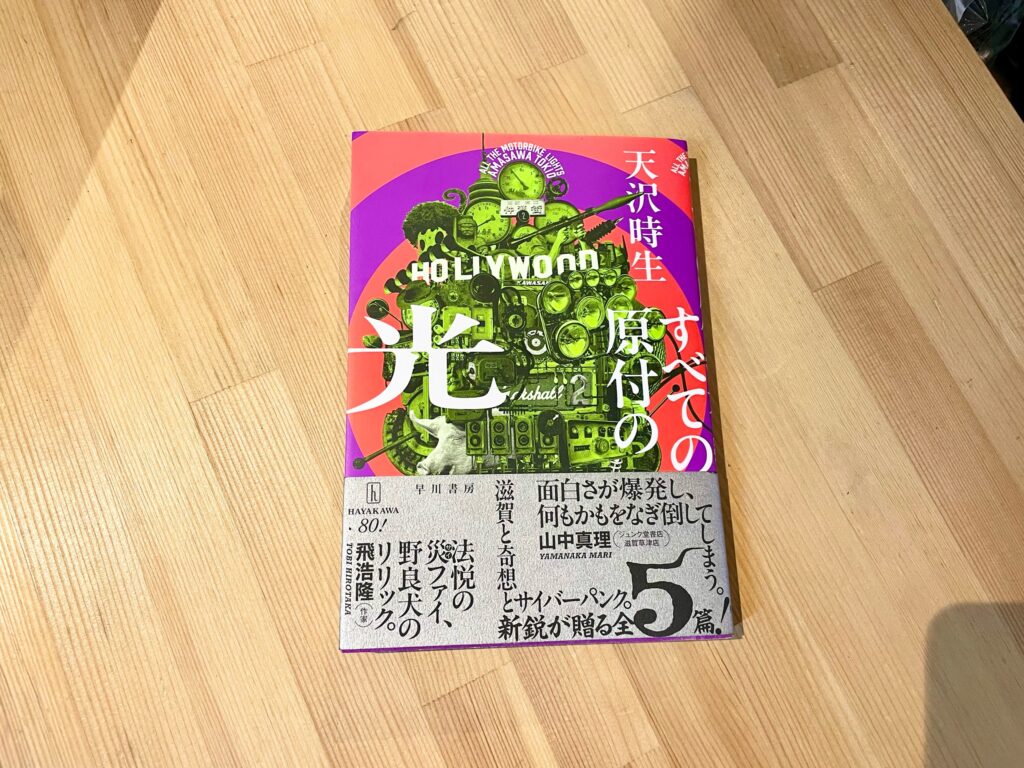 ALL THE MOTORBIKE LIGHTS
AMASAWA TOKIO
天沢時生
すべての
原付の
光
HOLLYWOOD
KAWASAKI
ALL THE
AMA
面白さが爆発し、
何もかもをなぎ倒してしまう。
山中真理
ジュンク堂書店
滋賀草津店
YAMANAKA MARI
滋賀と奇想とサイバーパンク。
新鋭が贈る全5篇!
早川書房
h
HAYAKAWA
80!
法悦の
災ファイ、
野良犬の
リリック。
飛浩隆
作家
TOBI HIROTAKA